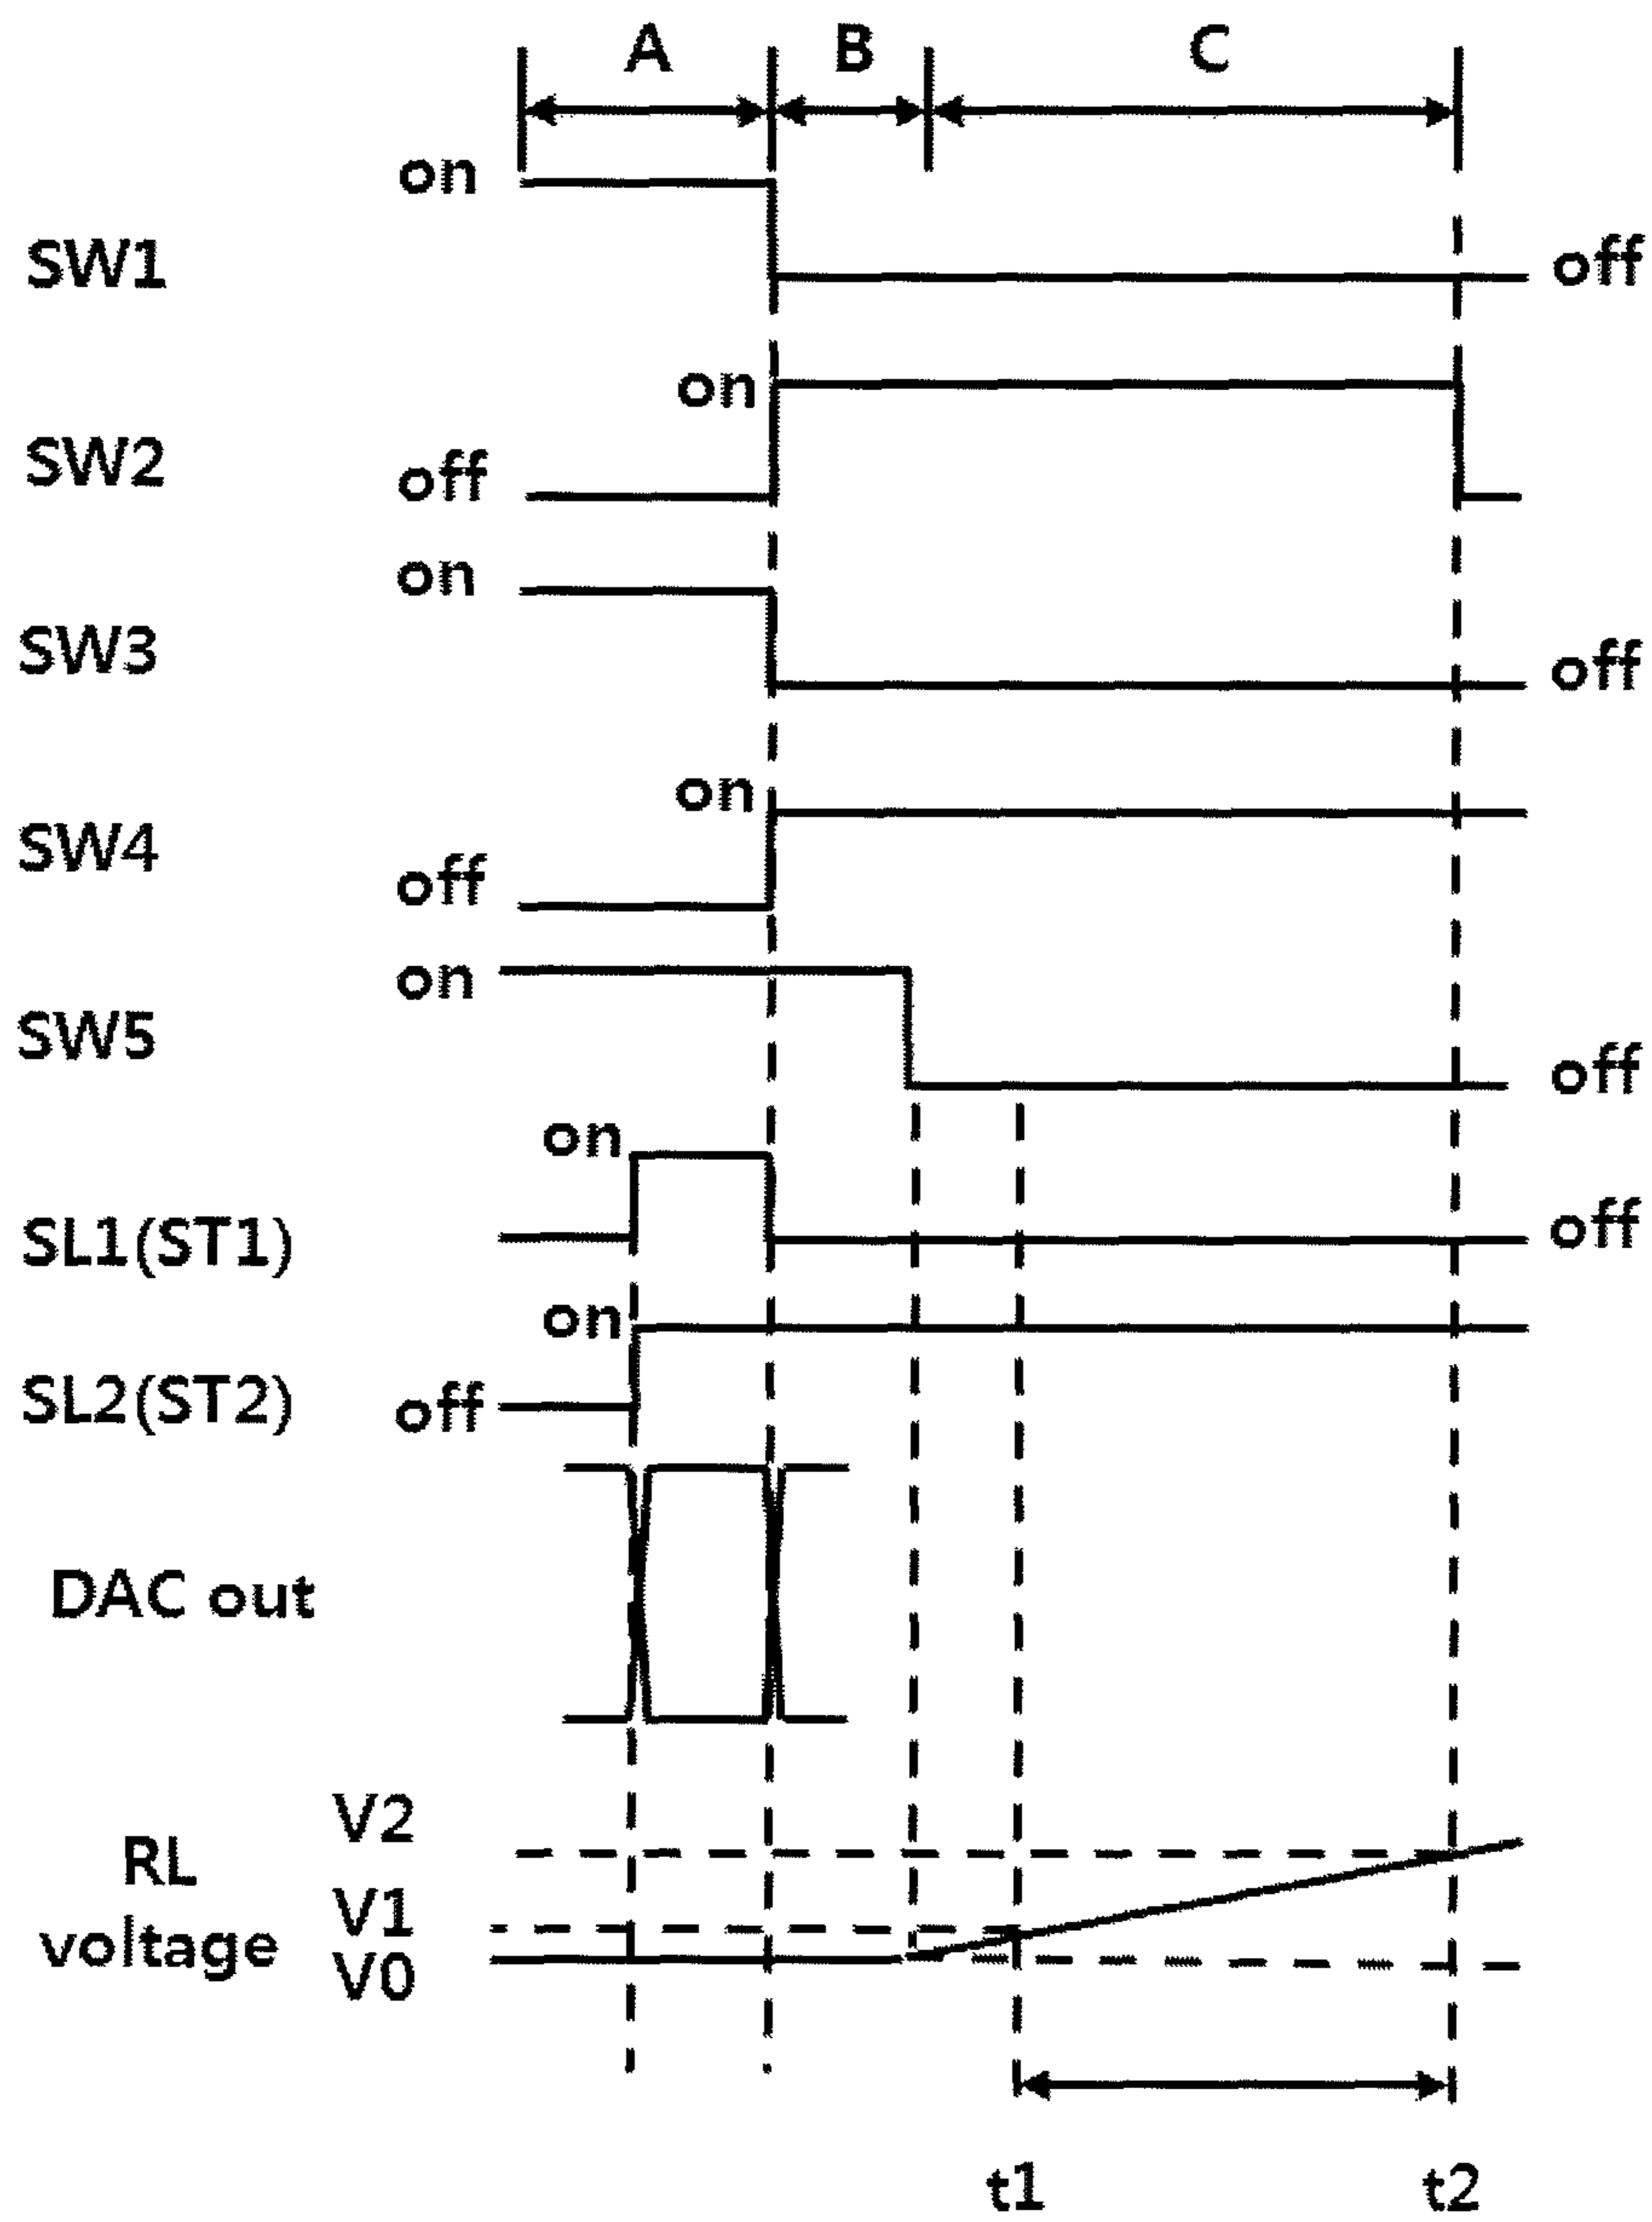 A B C
on
SW1 off
on
SW2 off
on
SW3 off
on
SW4 off
on
SW5 off
on
SL1(ST1) off
on
SL2(ST2) off
DAC out
V2
RL
V1
voltage
V0
t1 t2